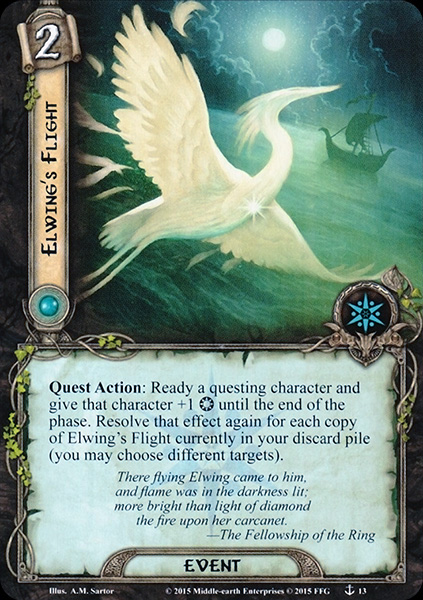 2
ELWING'S FLIGHT
Quest Action: Ready a questing character and
give that character +1 until the end of the
phase. Resolve that effect again for each copy
of Elwing's Flight currently in your discard pile
(you may choose different targets).
There flying Elwing came to him,
and flame was in the darkness lit;
more bright than light of diamond
the fire upon her carcanet.
—The Fellowship of the Ring
EVENT
Illus. A.M. Sartor © 2015 Middle-earth Enterprises © 2015 FFG 13